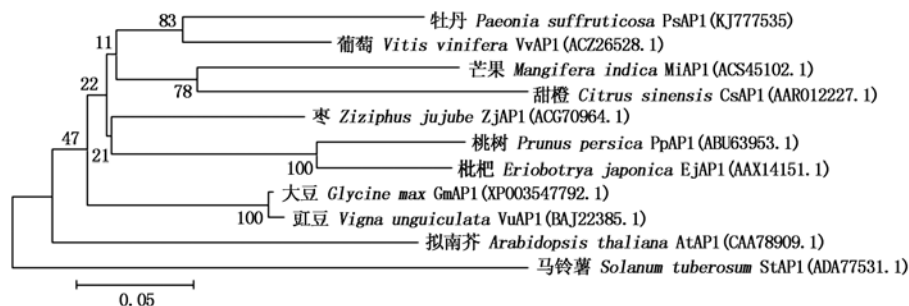 83
牡丹 Paeonia suffruticosa PsAP1(KJ777535)
11
葡萄 Vitis vinifera VvAP1(ACZ26528.1)
芒果 Mangifera indica MiAP1(ACS45102.1)
22
78
甜橙 Citrus sinensis CsAP1(AAR012227.1)
枣 Ziziphus jujube ZjAP1(ACG70964.1)
47
桃树 Prunus persica PpAP1(ABU63953.1)
21
100
枇杷 Eriobotrya japonica EjAP1(AAX14151.1)
大豆 Glycine max GmAP1(XP003547792.1)
100
豇豆 Vigna unguiculata VuAP1(BAJ22385.1)
拟南芥 Arabidopsis thaliana AtAP1(CAA78909.1)
马铃薯 Solanum tuberosum StAP1(ADA77531.1)
0.05